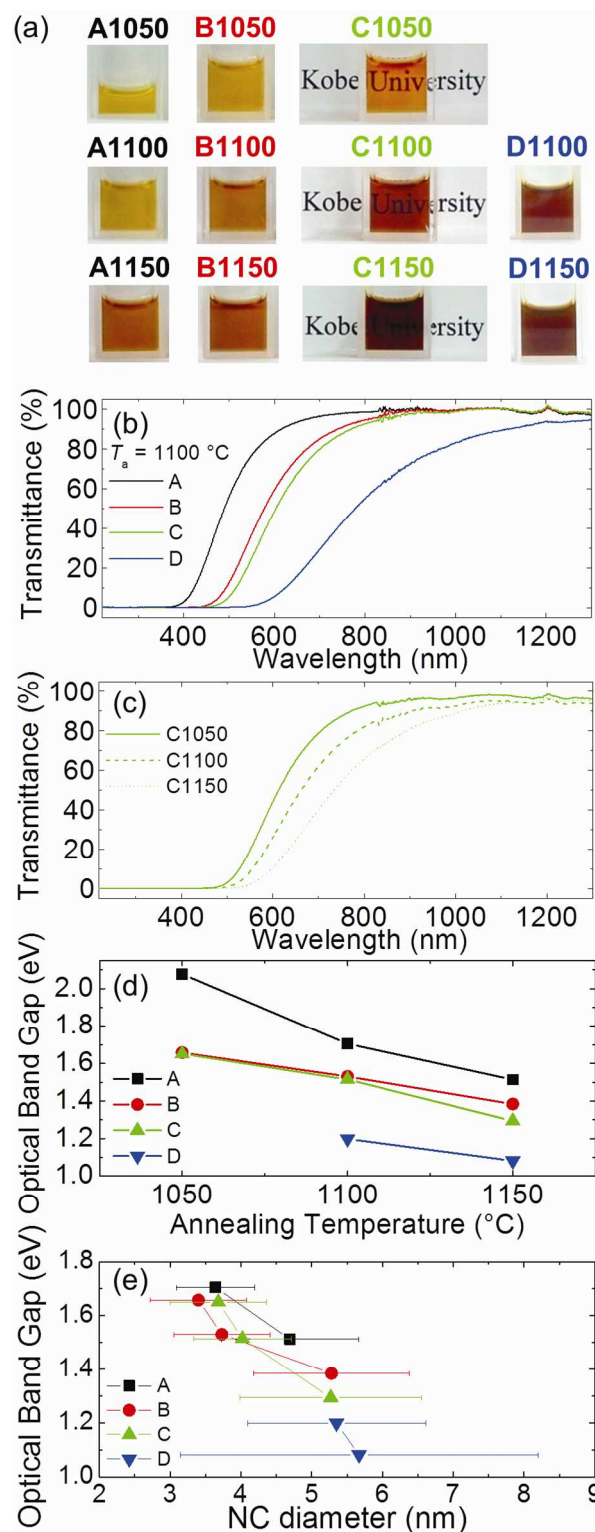 (a)
A1050 B1050 C1050
Kobe University
A1100 B1100 C1100 D1100
Kobe University
A1150 B1150 C1150 D1150
Kobe University
(b)
Transmittance (%)
100
80
60
40
20
0
Tₐ = 1100 °C
A
B
C
D
400 600 800 1000 1200
Wavelength (nm)
(c)
Transmittance (%)
100
80
60
40
20
0
C1050
C1100
C1150
400 600 800 1000 1200
Wavelength (nm)
(d)
Optical Band Gap (eV)
2.0
1.8
1.6
1.4
1.2
1.0
A
B
C
D
1050 1100 1150
Annealing Temperature (°C)
(e)
Optical Band Gap (eV)
1.8
1.6
1.4
1.2
1.0
A
B
C
D
2 3 4 5 6 7 8 9
NC diameter (nm)